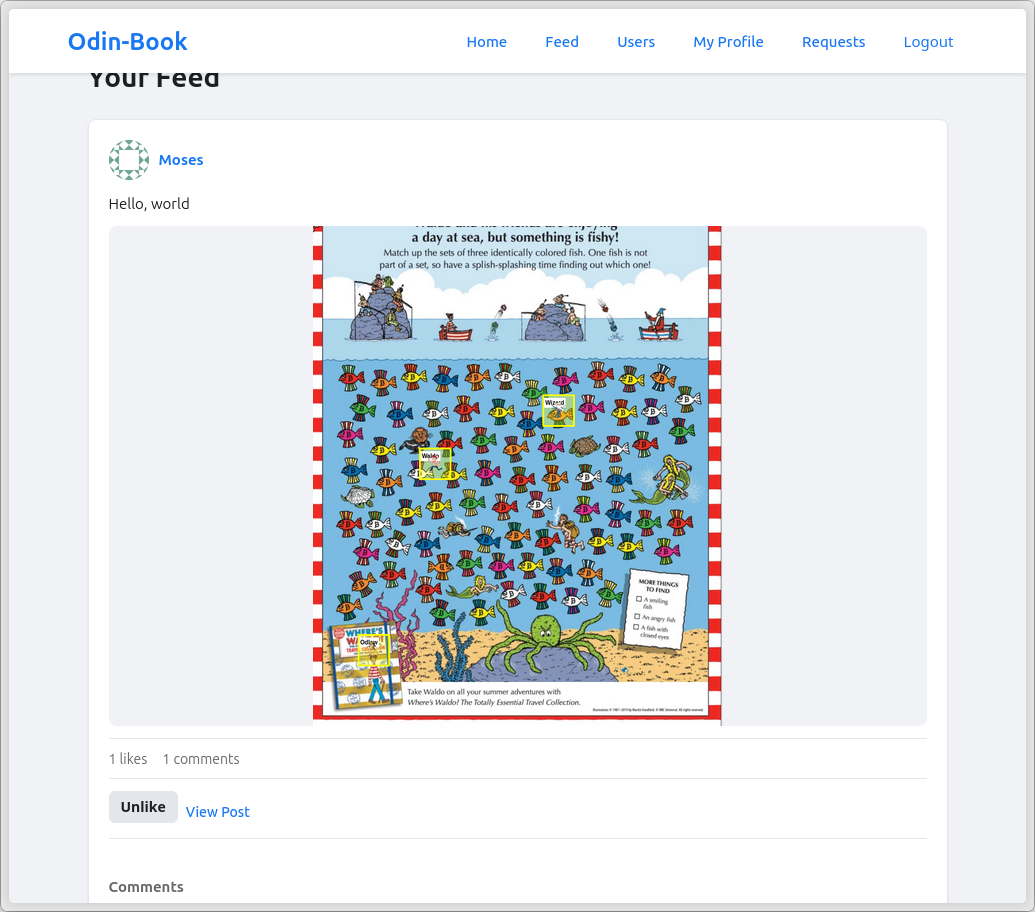 Odin-Book
Home
Feed
Users
My Profile
Requests
Logout
Your Feed
Moses
Hello, world
a day at sea, but something is fishy!
Match up the sets of three identically colored fish. One fish is not
part of a set, so have a splish-splashing time finding out which one!
Wizard
Waldo
MORE THINGS
TO FIND
A smiling
fish
An angry fish
A fish with
closed eyes
WHERE'S
Odlaw
Take Waldo on all your summer adventures with
Where's Waldo? The Totally Essential Travel Collection.
1 likes
1 comments
Unlike
View Post
Comments